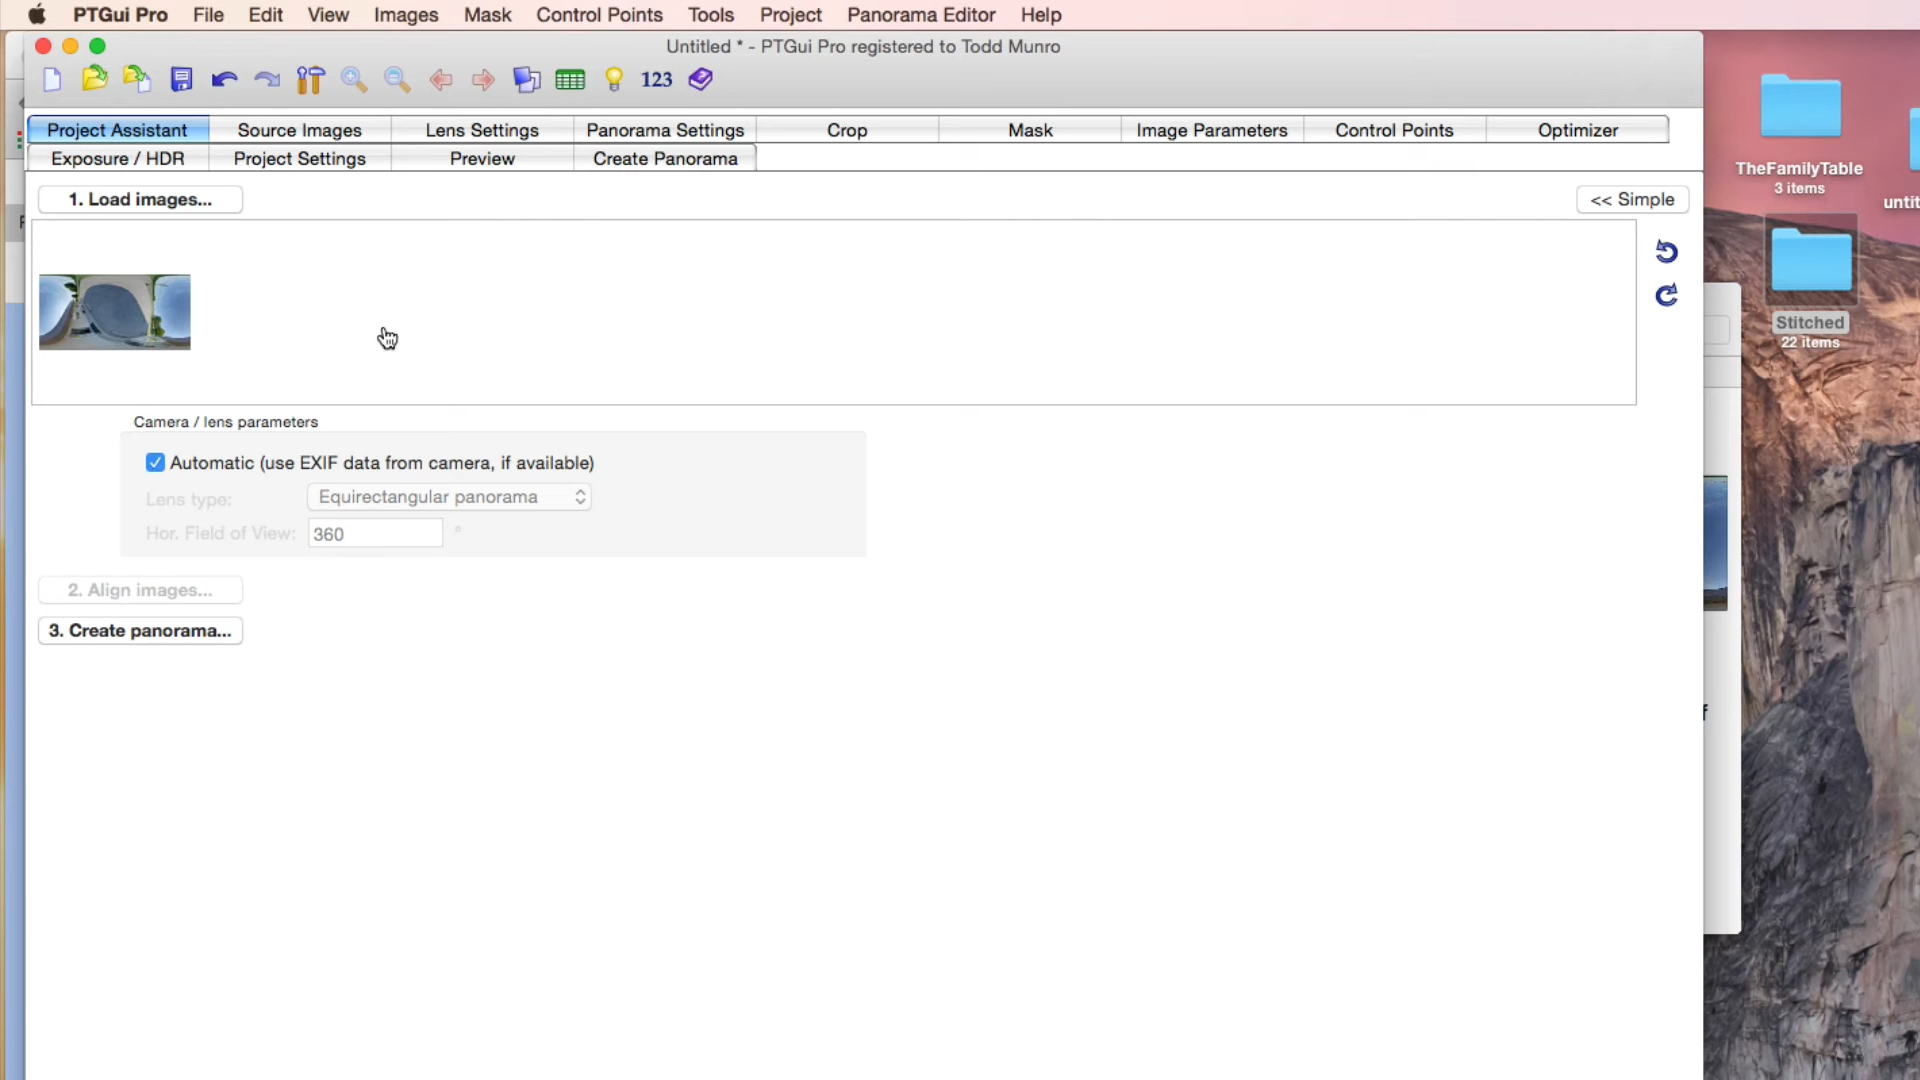 PTGui Pro File Edit View Images Mask Control Points Tools Project Panorama Editor Help
Untitled * - PTGui Pro registered to Todd Munro
123
Project Assistant Source Images Lens Settings Panorama Settings Crop Mask Image Parameters Control Points Optimizer
Exposure / HDR Project Settings Preview Create Panorama
1. Load images...
<< Simple
Camera / lens parameters
Automatic (use EXIF data from camera, if available)
Lens type: Equirectangular panorama
Hor. Field of View: 360 °
2. Align images...
3. Create panorama...
TheFamilyTable
3 items
untit
Stitched
22 items